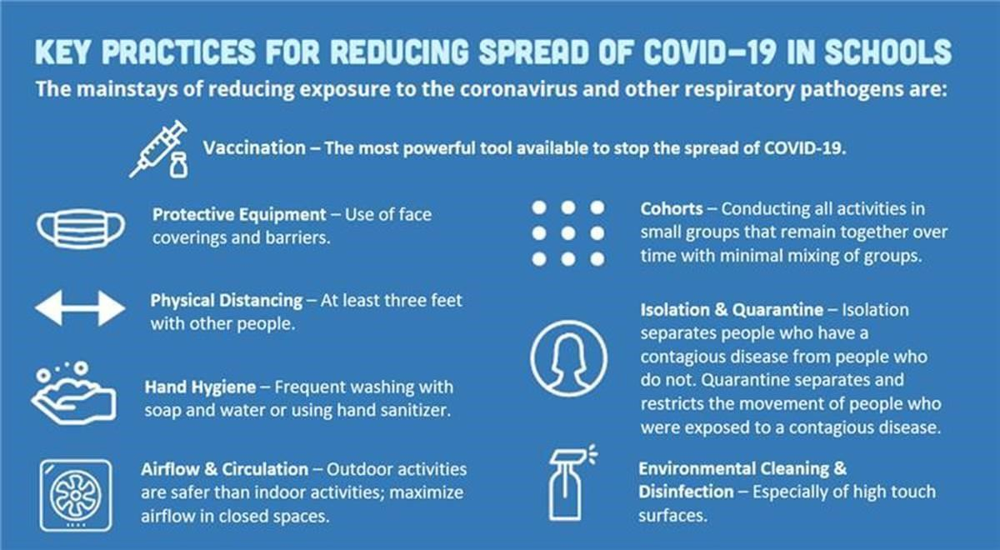 KEY PRACTICES FOR REDUCING SPREAD OF COVID-19 IN SCHOOLS
The mainstays of reducing exposure to the coronavirus and other respiratory pathogens are:
Vaccination – The most powerful tool available to stop the spread of COVID-19.
Protective Equipment – Use of face
coverings and barriers.
Physical Distancing – At least three feet
with other people.
Hand Hygiene – Frequent washing with
soap and water or using hand sanitizer.
Airflow & Circulation – Outdoor activities
are safer than indoor activities; maximize
airflow in closed spaces.
Cohorts – Conducting all activities in
small groups that remain together over
time with minimal mixing of groups.
Isolation & Quarantine – Isolation
separates people who have a
contagious disease from people who
do not. Quarantine separates and
restricts the movement of people who
were exposed to a contagious disease.
Environmental Cleaning &
Disinfection – Especially of high touch
surfaces.